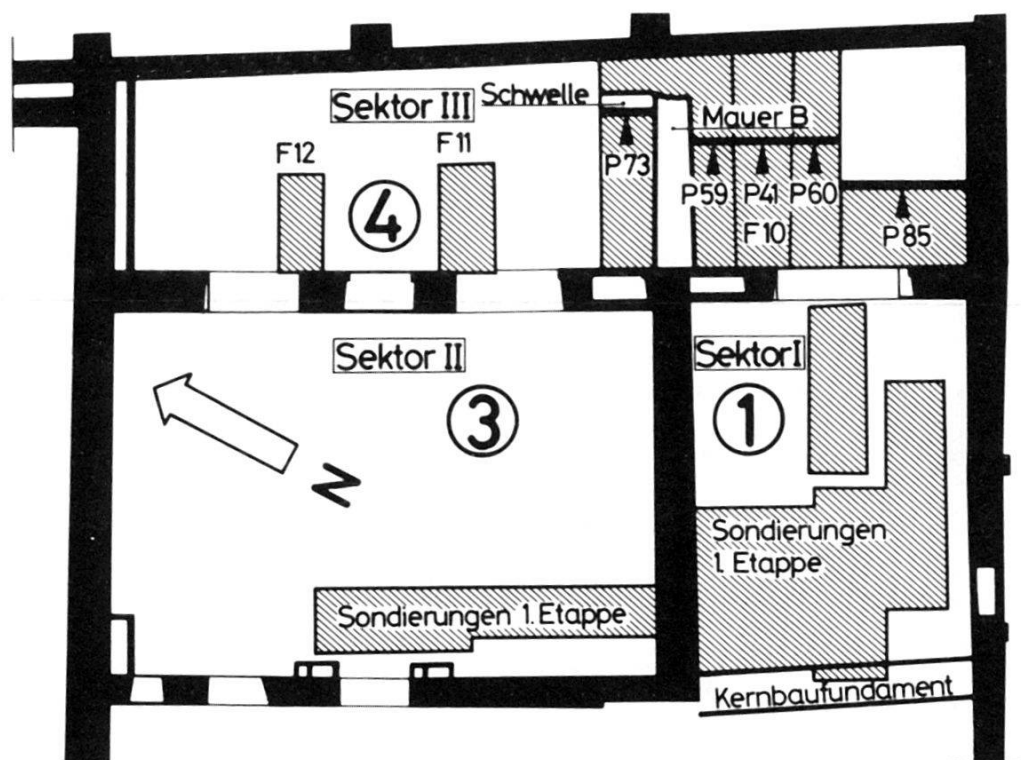 Sektor III
Schwelle
Mauer B
F12
F11
P73
P59
P41
P60
F10
P85
4
Sektor II
Sektor I
3
1
N
Sondierungen
1. Etappe
Sondierungen 1. Etappe
Kernbaufundament